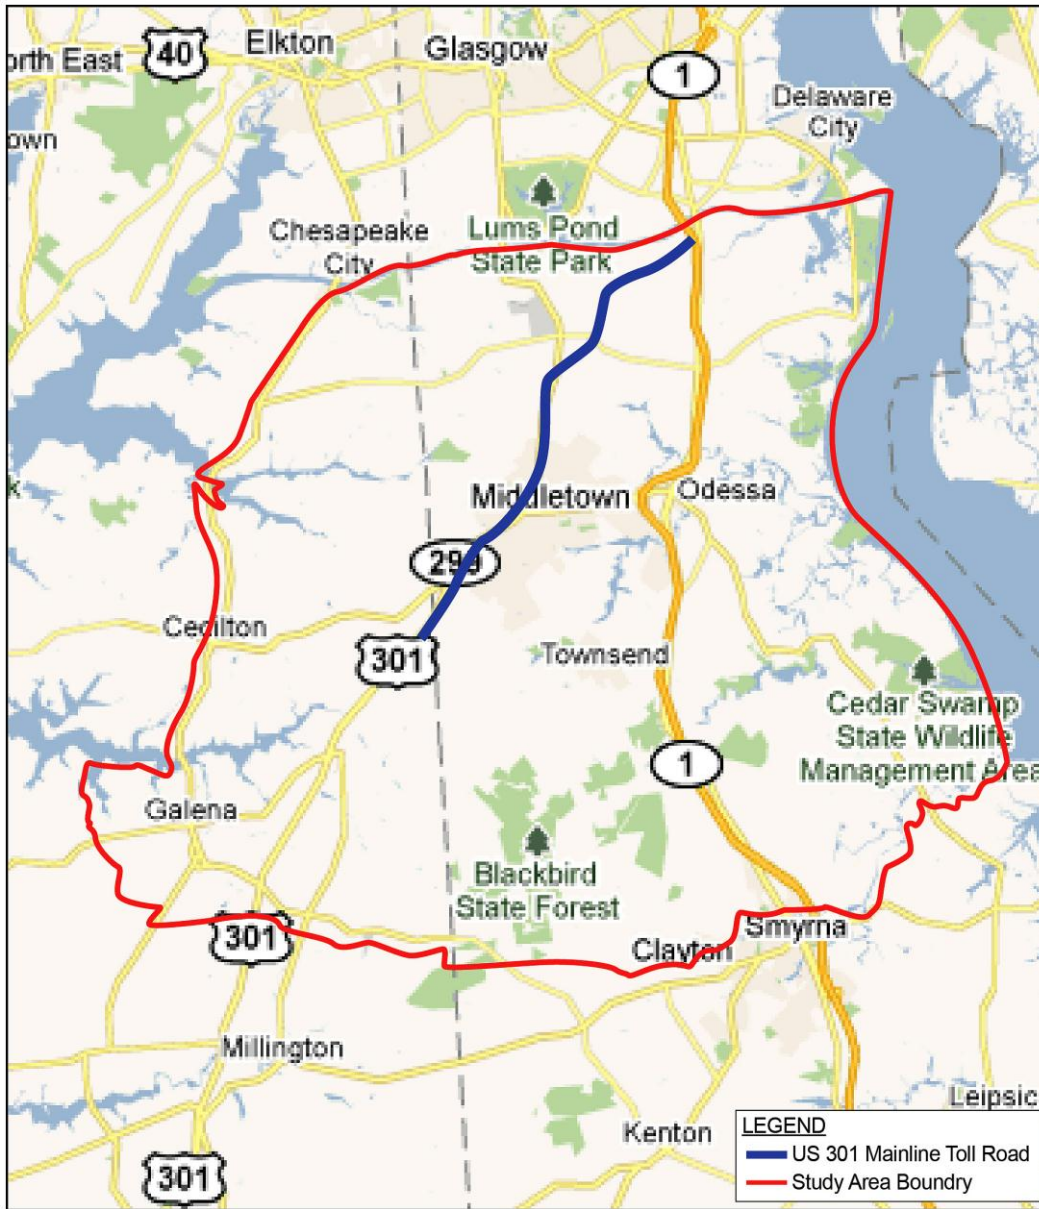 Elkton
Glasgow
40
orth East
1
Delaware
City
own
Lums Pond
State Park
Chesapeake
City
Middletown
Odessa
k
299
Cecilton
301
Townsend
Cedar Swamp
State Wildlife
Management Area
1
Galena
Blackbird
State Forest
301
Clayton
Smyrna
Millington
Leipsic
Kenton
301
LEGEND
US 301 Mainline Toll Road
Study Area Boundry